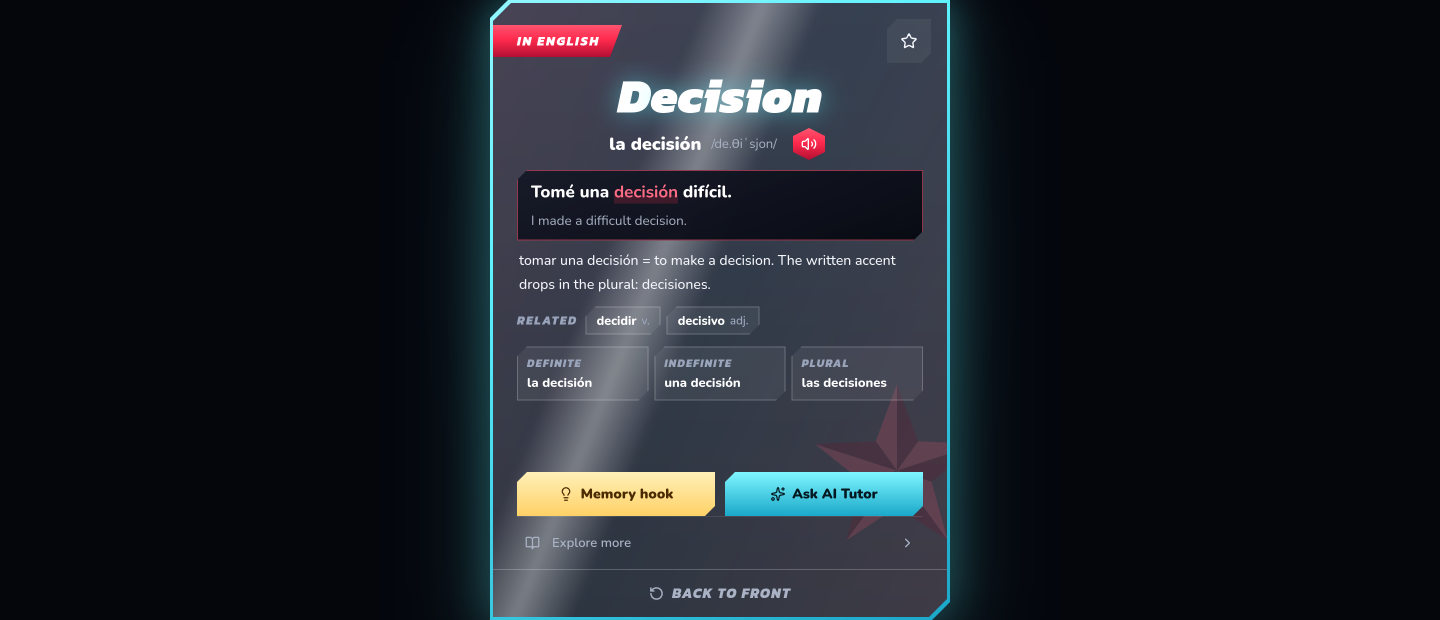 IN ENGLISH
Decision
la decisión /de.θiˈsjon/
Tomé una decisión difícil.
I made a difficult decision.
tomar una decisión = to make a decision. The written accent
drops in the plural: decisiones.
RELATED decidir v. decisivo adj.
DEFINITE INDEFINITE PLURAL
la decisión una decisión las decisiones
Memory hook Ask AI Tutor
Explore more
BACK TO FRONT